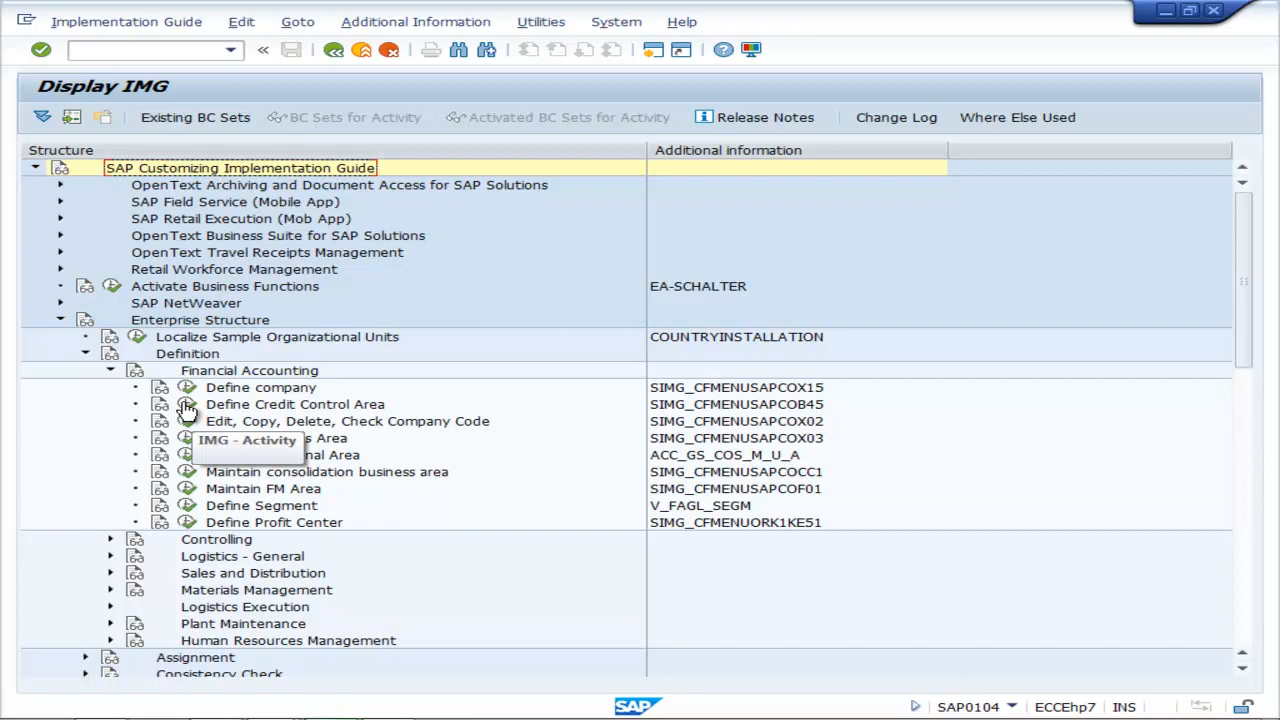 Implementation Guide Edit Goto Additional Information Utilities System Help
Display IMG
Existing BC Sets BC Sets for Activity Activated BC Sets for Activity Release Notes Change Log Where Else Used
Structure Additional information
SAP Customizing Implementation Guide
OpenText Archiving and Document Access for SAP Solutions
SAP Field Service (Mobile App)
SAP Retail Execution (Mob App)
OpenText Business Suite for SAP Solutions
OpenText Travel Receipts Management
Retail Workforce Management
Activate Business Functions EA-SCHALTER
SAP NetWeaver
Enterprise Structure
Localize Sample Organizational Units COUNTRYINSTALLATION
Definition
Financial Accounting
Define company SIMG_CFMENUSAPCOX15
Define Credit Control Area SIMG_CFMENUSAPCOB45
Edit, Copy, Delete, Check Company Code SIMG_CFMENUSAPCOX02
IMG - Activity
s Area SIMG_CFMENUSAPCOX03
nal Area ACC_GS_COS_M_U_A
Maintain consolidation business area SIMG_CFMENUSAPCOCC1
Maintain FM Area SIMG_CFMENUSAPCOF01
Define Segment V_FAGL_SEGM
Define Profit Center SIMG_CFMENUORK1KE51
Controlling
Logistics - General
Sales and Distribution
Materials Management
Logistics Execution
Plant Maintenance
Human Resources Management
Assignment
Consistency Check
SAP SAP0104 ECCEhp7 INS